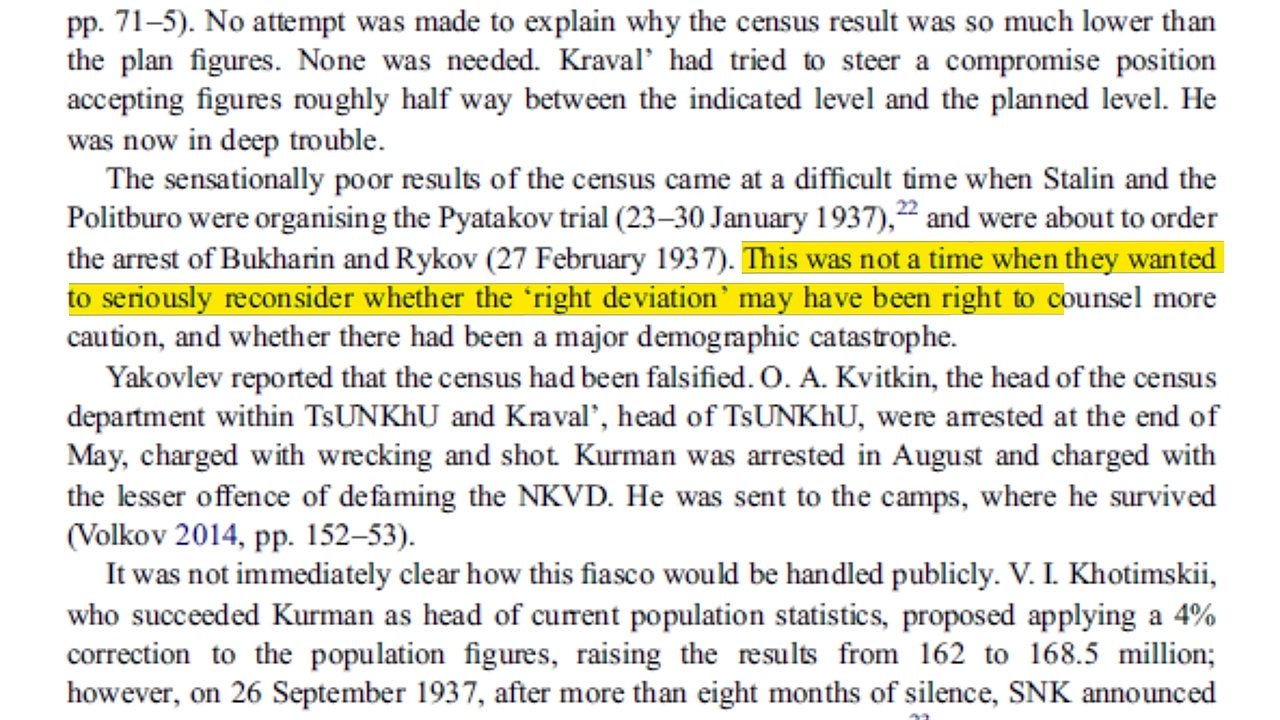 pp. 71–5). No attempt was made to explain why the census result was so much lower than
the plan figures. None was needed. Kraval’ had tried to steer a compromise position
accepting figures roughly half way between the indicated level and the planned level. He
was now in deep trouble.
The sensationally poor results of the census came at a difficult time when Stalin and the
Politburo were organising the Pyatakov trial (23–30 January 1937),22 and were about to order
the arrest of Bukharin and Rykov (27 February 1937). This was not a time when they wanted
to seriously reconsider whether the ‘right deviation’ may have been right to counsel more
caution, and whether there had been a major demographic catastrophe.
Yakovlev reported that the census had been falsified. O. A. Kvitkin, the head of the census
department within TsUNKhU and Kraval’, head of TsUNKhU, were arrested at the end of
May, charged with wrecking and shot. Kurman was arrested in August and charged with
the lesser offence of defaming the NKVD. He was sent to the camps, where he survived
(Volkov 2014, pp. 152–53).
It was not immediately clear how this fiasco would be handled publicly. V. I. Khotimskii,
who succeeded Kurman as head of current population statistics, proposed applying a 4%
correction to the population figures, raising the results from 162 to 168.5 million;
however, on 26 September 1937, after more than eight months of silence, SNK announced